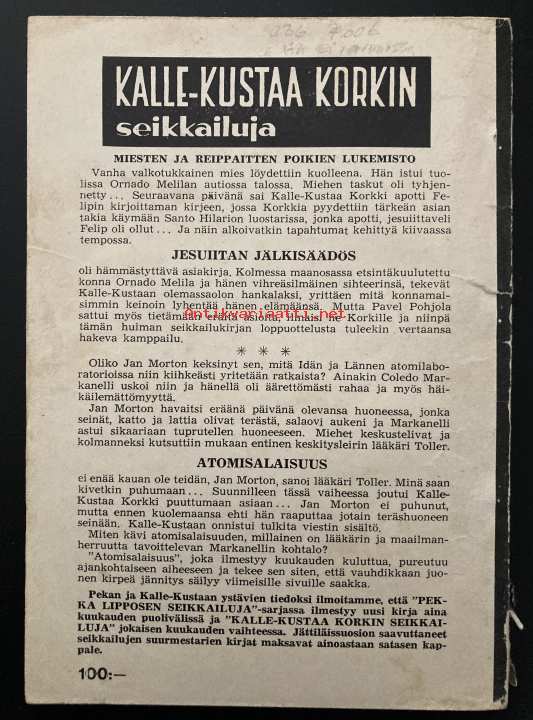 KALLE-KUSTAA KORKIN
seikkailuja
MIESTEN JA REIPPAITTEN POIKIEN LUKEMISTO
Vanha valkotukkainen mies löydettiin kuolleena. Hän istui tuo-
lissa Ornado Melilan autiossa talossa. Miehen taskut oli tyhjen-
netty... Seuraavana päivänä sai Kalle-Kustaa Korkki apotti Fe-
lipin kirjoittaman kirjeen, jossa Korkkia pyydettiin tärkeän asian
takia käymään Santo Hilarion luostarissa, jonka apotti, jesuiittaveli
Felip oli ollut... Ja näin alkoivatkin tapahtumat kehittyä kiivaassa
tempossa.
JESUIITAN JÄLKISÄÄDÖS
oli hämmästyttävä asiakirja. Kolmessa maanosassa etsintäkuulutettu
konna Ornado Melila ja hänen vihreäsilmäinen sihteerinsä, tekevät
Kalle-Kustaan olemassaolon hankalaksi, yrittäen mitä konnamai-
simmin keinoin lyhentää hänen elämäänsä. Mutta Pavel Pohjola
sattui myös tietämään eräitä asioita, ilmaisi ne Korkille ja niinpä
tämän huiman seikkailukirjan loppuottelusta tuleekin vertaansa
hakeva kamppailu.
Antikvariaatti.net
* * *
Oliko Jan Morton keksinyt sen, mitä Idän ja Lännen atomilabo-
ratorioissa niin kiihkeästi yritetään ratkaista? Ainakin Coledo Mar-
kanelli uskoi niin ja hänellä oli äärettömästi rahaa ja myös häi-
käilemättömyyttä.
Jan Morton havaitsi eräänä päivänä olevansa huoneessa, jonka
seinät, katto ja lattia olivat terästä, salaovi aukeni ja Markanelli
astui sikaariaan tuprutellen huoneeseen. Miehet keskustelivat ja
kolmanneksi kutsuttiin mukaan entinen keskitysleirin lääkäri Toller.
ATOMISALAISUUS
ei enää kauan ole teidän, Jan Morton, sanoi lääkäri Toller. Minä saan
kivetkin puhumaan... Suunnilleen tässä vaiheessa joutui Kalle-
Kustaa Korkki puuttumaan asiaan... Jan Morton ei puhunut,
mutta ennen kuolemaansa ehti hän raaputtaa jotain teräshuoneen
seinään. Kalle-Kustaan onnistui tulkita viestin sisältö.
Miten kävi atomisalaisuuden, millainen on lääkärin ja maailman-
herruutta tavoittelevan Markanellin kohtalo?
"Atomisalaisuus", joka ilmestyy kuukauden kuluttua, pureutuu
ajankohtaiseen aiheeseen ja tekee sen siten, että vauhdikkaan juo-
nen kirpeä jännitys säilyy viimeisille sivuille saakka.
Pekan ja Kalle-Kustaan ystävien tiedoksi ilmoitamme, että "PEK-
KA LIPPOSEN SEIKKAILUJA"-sarjassa ilmestyy uusi kirja aina
kuukauden puolivälissä ja "KALLE-KUSTAA KORKIN SEIKKAI-
LUJA" jokaisen kuukauden vaihteessa. Jättiläissuosion saavuttaneet
seikkailujen suurmestarien kirjat maksavat ainoastaan satasen kap-
pale.
100:—